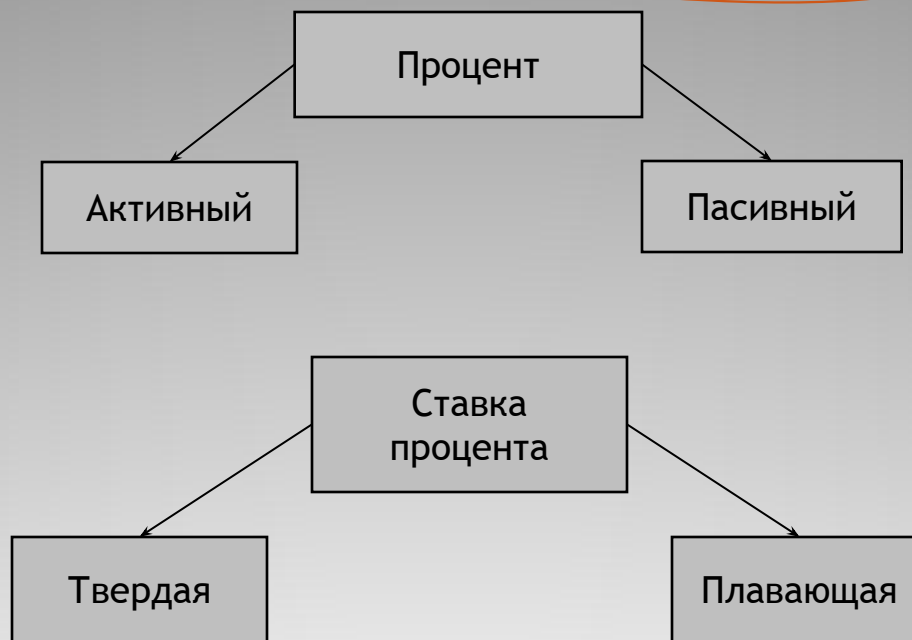 Процент
Активный
Пасивный
Ставка
процента
Твердая
Плавающая